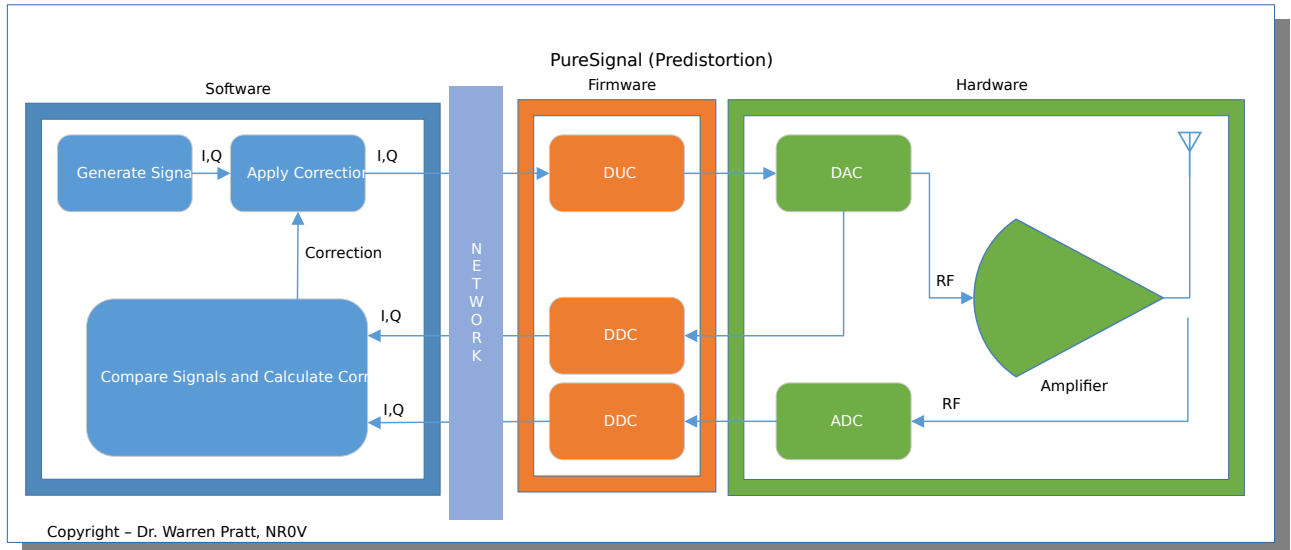 PureSignal (Predistortion)
Software
Firmware
Hardware
Generate Signa
I,Q
Apply Correction
I,Q
DUC
DAC
Correction
N
E
T
W
O
R
K
RF
I,Q
DDC
Compare Signals and Calculate Corr
Amplifier
I,Q
DDC
ADC
RF
Copyright – Dr. Warren Pratt, NR0V